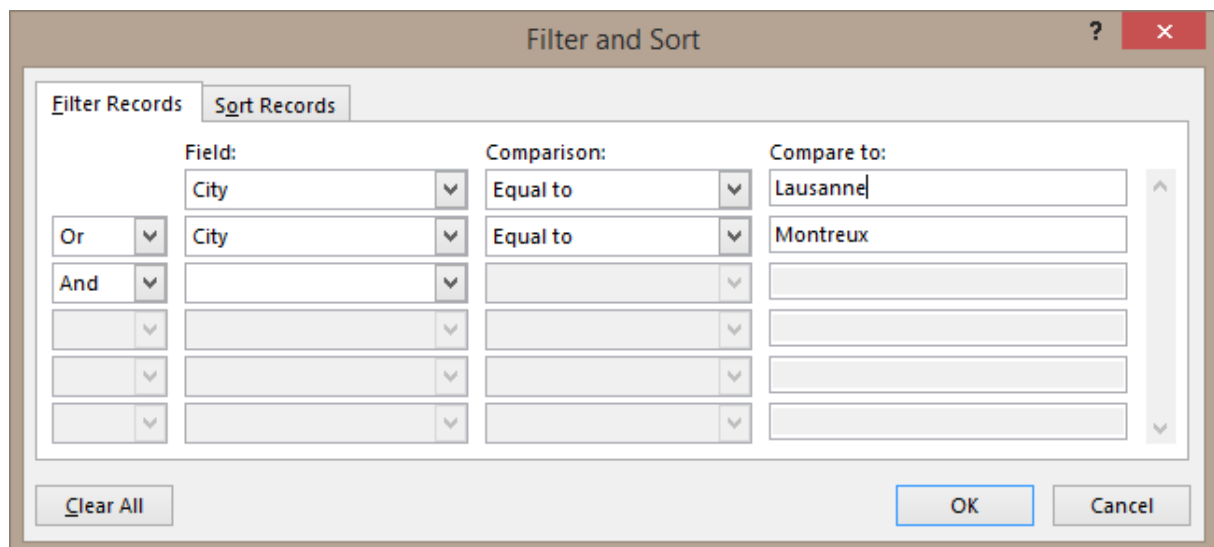 Filter and Sort
? ×
Filter Records Sort Records
Field: Comparison: Compare to:
City Equal to Lausanne
Or City Equal to Montreux
And
Clear All OK Cancel